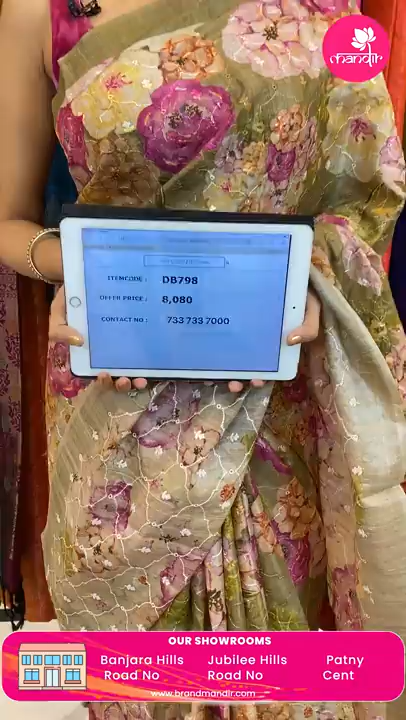 mandir
ITEMCODE : DB798
OFFER PRICE : 8,080
CONTACT NO : 733 733 7000
OUR SHOWROOMS
Banjara Hills Jubilee Hills Patny
Road No Road No Cent
www.brandmandir.com